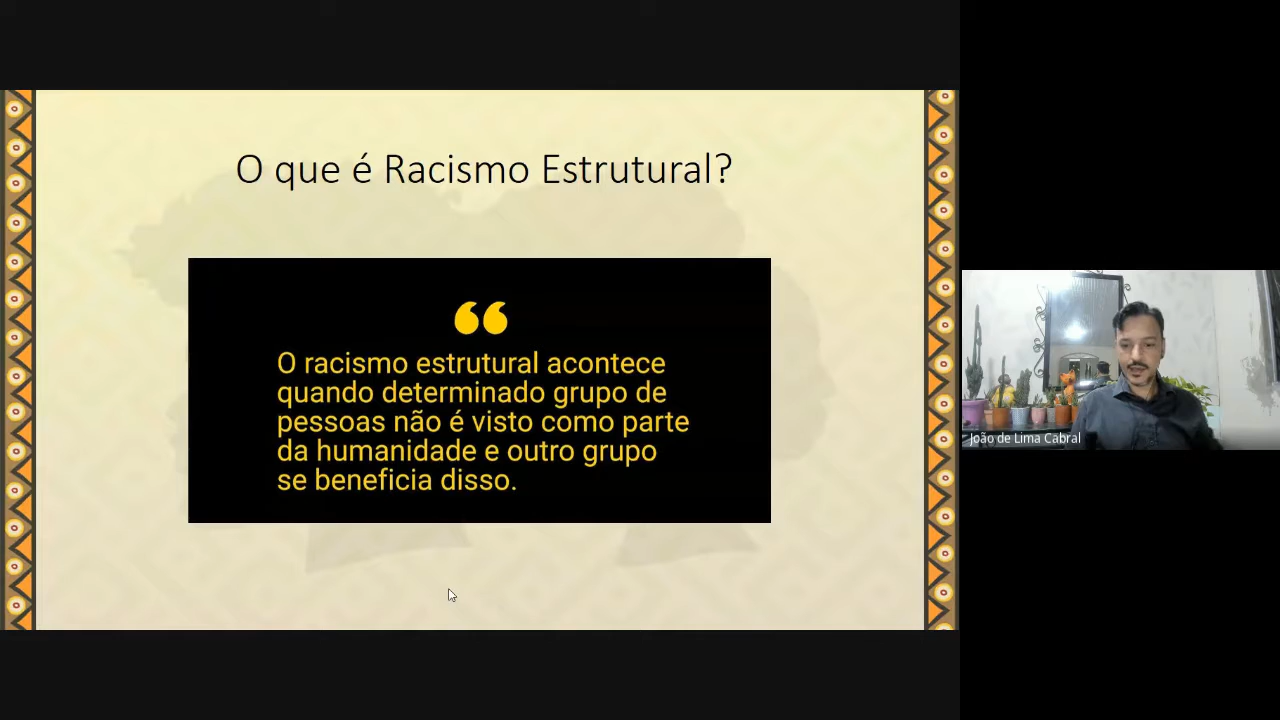 O que é Racismo Estrutural?
“
O racismo estrutural acontece
quando determinado grupo de
pessoas não é visto como parte
da humanidade e outro grupo
se beneficia disso.
João de Lima Cabral